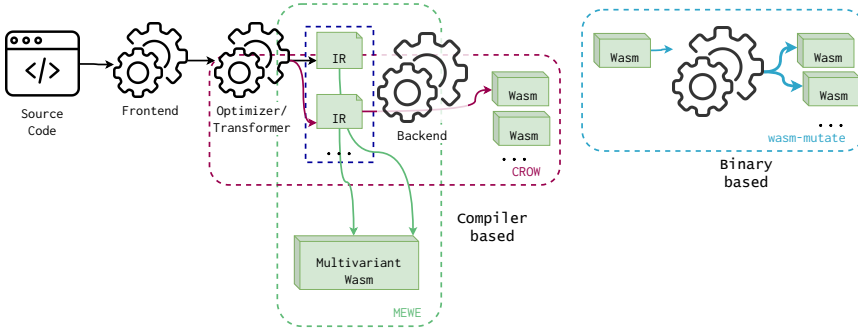 Source
Code
Frontend
Optimizer/
Transformer
IR
IR
...
Backend
Wasm
Wasm
...
CROW
Compiler
based
Multivariant
Wasm
MEWE
Wasm
Wasm
Wasm
...
wasm-mutate
Binary
based